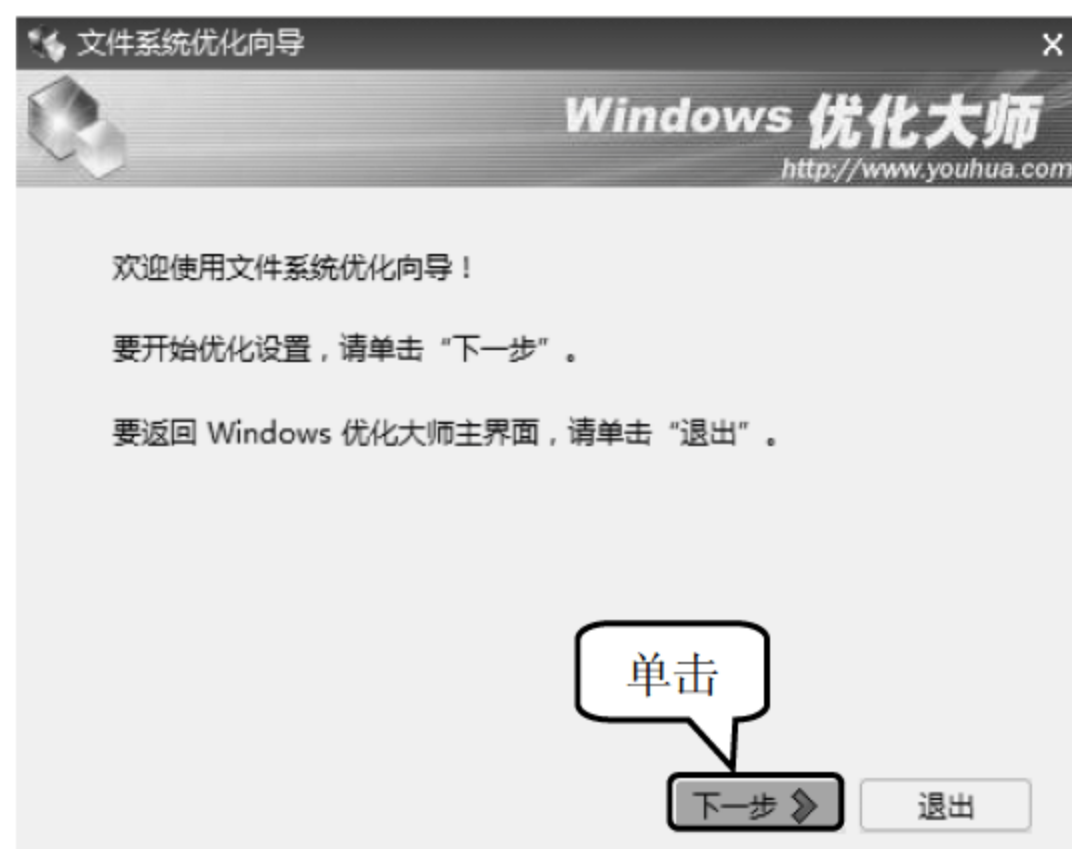 文件系统优化向导
Windows 优化大师
http://www.youhua.com
欢迎使用文件系统优化向导！
要开始优化设置，请单击“下一步”。
要返回 Windows 优化大师主界面，请单击“退出”。
单击
下一步
退出